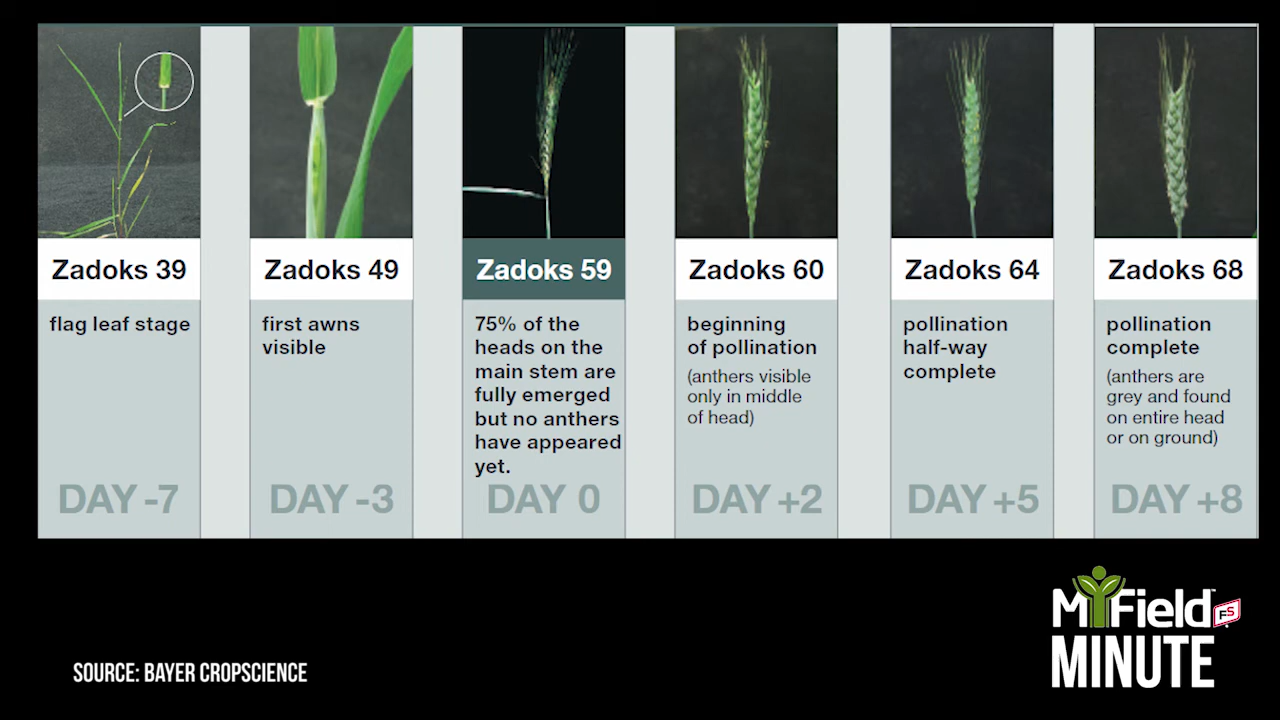 Zadoks 39
flag leaf stage
DAY -7
Zadoks 49
first awns
visible
DAY -3
Zadoks 59
75% of the
heads on the
main stem are
fully emerged
but no anthers
have appeared
yet.
DAY 0
Zadoks 60
beginning
of pollination
(anthers visible
only in middle
of head)
DAY +2
Zadoks 64
pollination
half-way
complete
DAY +5
Zadoks 68
pollination
complete
(anthers are
grey and found
on entire head
or on ground)
DAY +8
SOURCE: BAYER CROPSCIENCE
MYField™ FS
MINUTE